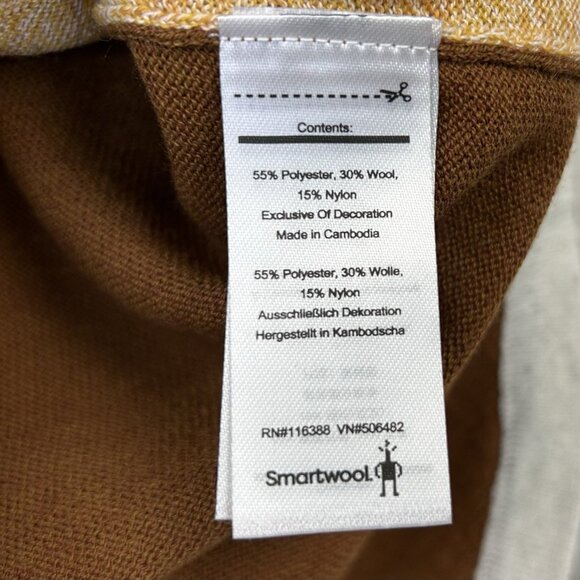 Contents:
55% Polyester, 30% Wool,
15% Nylon
Exclusive Of Decoration
Made in Cambodia
55% Polyester, 30% Wolle,
15% Nylon
Ausschließlich Dekoration
Hergestellt in Kambodscha
RN#116388 VN#506482
Smartwool